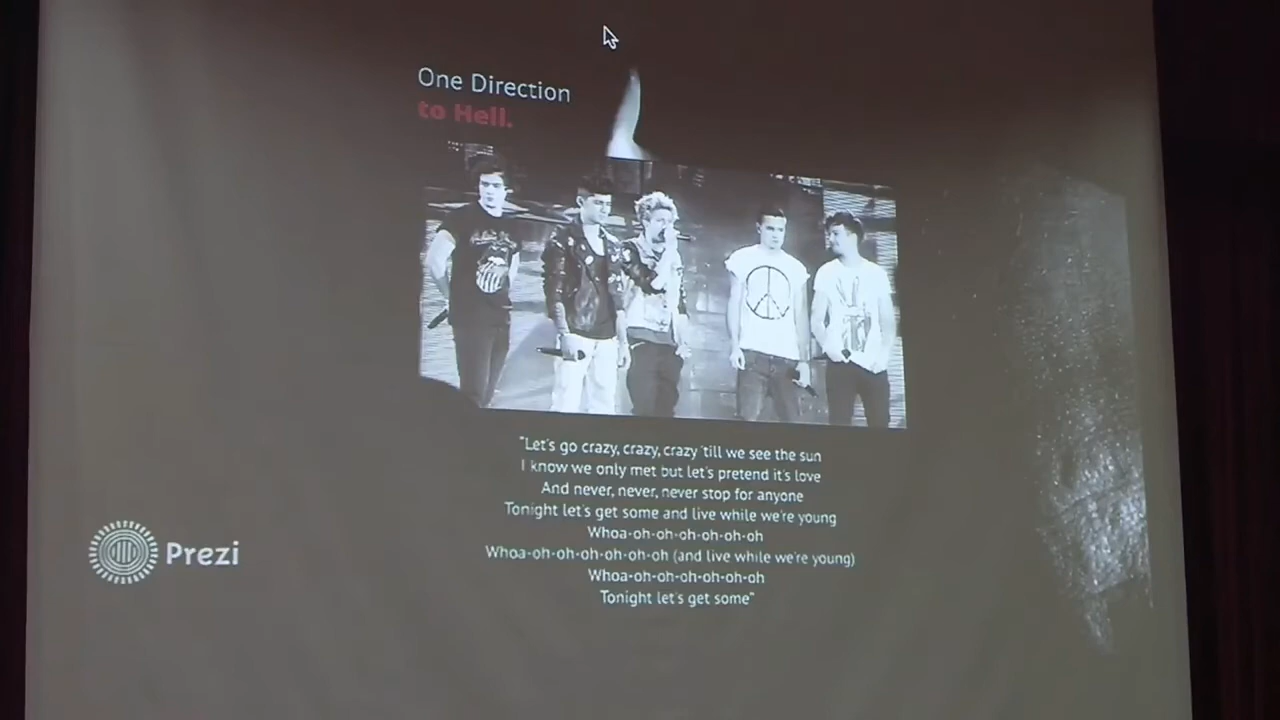 One Direction
to Hell.
"Let's go crazy, crazy, crazy 'till we see the sun
I know we only met but let's pretend it's love
And never, never, never stop for anyone
Tonight let's get some and live while we're young
Whoa-oh-oh-oh-oh-oh-oh
Whoa-oh-oh-oh-oh-oh-oh (and live while we're young)
Whoa-oh-oh-oh-oh-oh-oh
Tonight let's get some"
Prezi